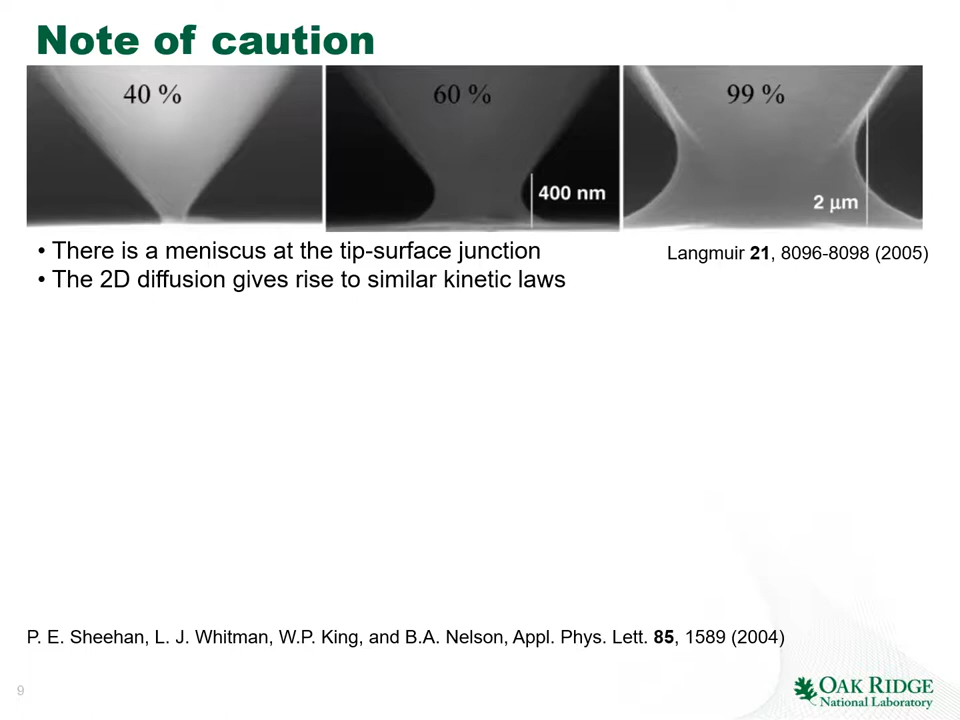 Note of caution
40 %
60 %
99 %
400 nm
2 μm
• There is a meniscus at the tip-surface junction
Langmuir 21, 8096-8098 (2005)
• The 2D diffusion gives rise to similar kinetic laws
P. E. Sheehan, L. J. Whitman, W.P. King, and B.A. Nelson, Appl. Phys. Lett. 85, 1589 (2004)
9
OAK RIDGE
National Laboratory